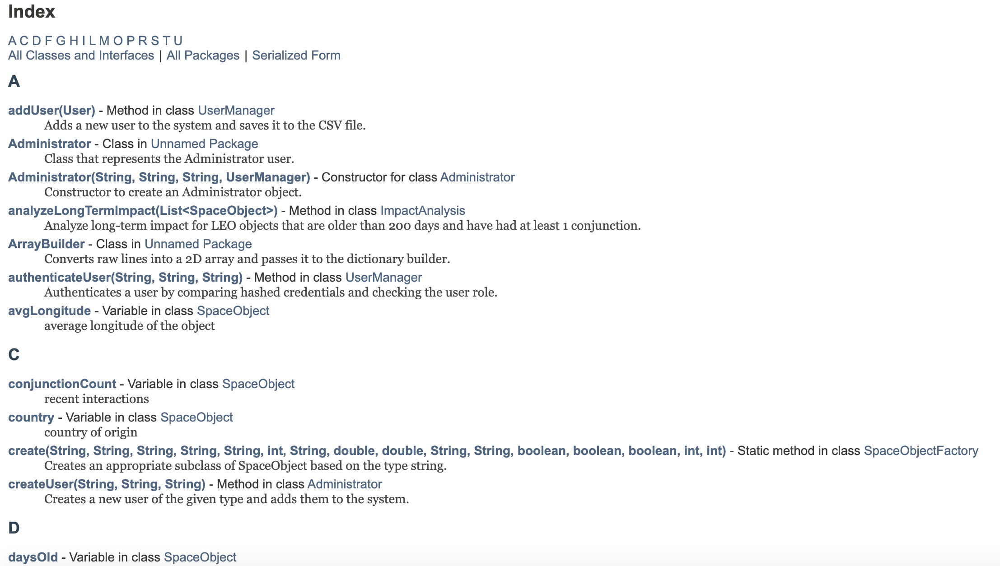 Index
A C D F G H I L M O P R S T U
All Classes and Interfaces | All Packages | Serialized Form
A
addUser(User) - Method in class UserManager
Adds a new user to the system and saves it to the CSV file.
Administrator - Class in Unnamed Package
Class that represents the Administrator user.
Administrator(String, String, String, UserManager) - Constructor for class Administrator
Constructor to create an Administrator object.
analyzeLongTermImpact(List<SpaceObject>) - Method in class ImpactAnalysis
Analyze long-term impact for LEO objects that are older than 200 days and have had at least 1 conjunction.
ArrayBuilder - Class in Unnamed Package
Converts raw lines into a 2D array and passes it to the dictionary builder.
authenticateUser(String, String, String) - Method in class UserManager
Authenticates a user by comparing hashed credentials and checking the user role.
avgLongitude - Variable in class SpaceObject
average longitude of the object
C
conjunctionCount - Variable in class SpaceObject
recent interactions
country - Variable in class SpaceObject
country of origin
create(String, String, String, String, String, int, String, double, double, String, String, boolean, boolean, boolean, int, int) - Static method in class SpaceObjectFactory
Creates an appropriate subclass of SpaceObject based on the type string.
createUser(String, String, String) - Method in class Administrator
Creates a new user of the given type and adds them to the system.
D
daysOld - Variable in class SpaceObject